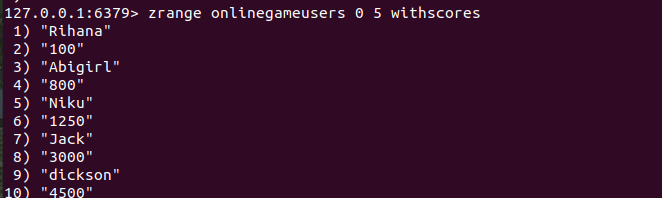 127.0.0.1:6379> zrange onlinegameusers 0 5 withscores
1) "Rihana"
2) "100"
3) "Abigirl"
4) "800"
5) "Niku"
6) "1250"
7) "Jack"
8) "3000"
9) "dickson"
10) "4500"